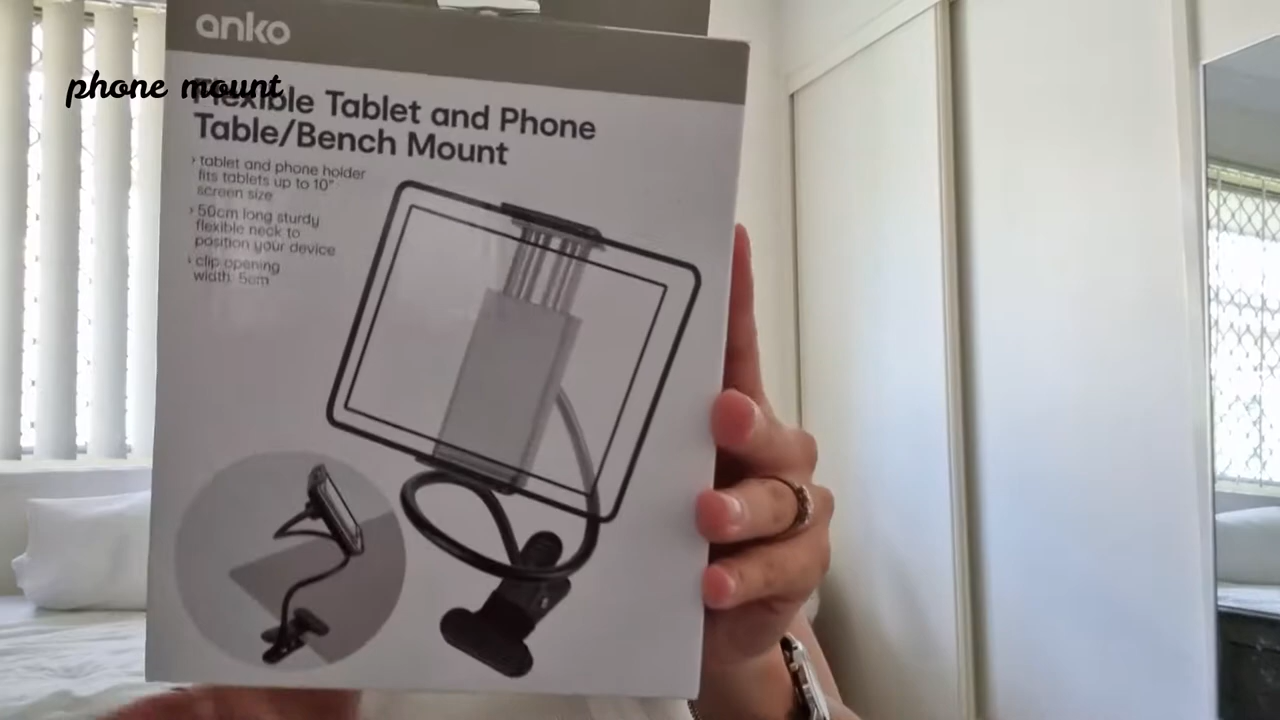 anko
phone mount
Flexible Tablet and Phone
Table/Bench Mount
› tablet and phone holder
fits tablets up to 10"
screen size
› 50cm long sturdy
flexible neck to
position your device
› clip opening
width: 5cm